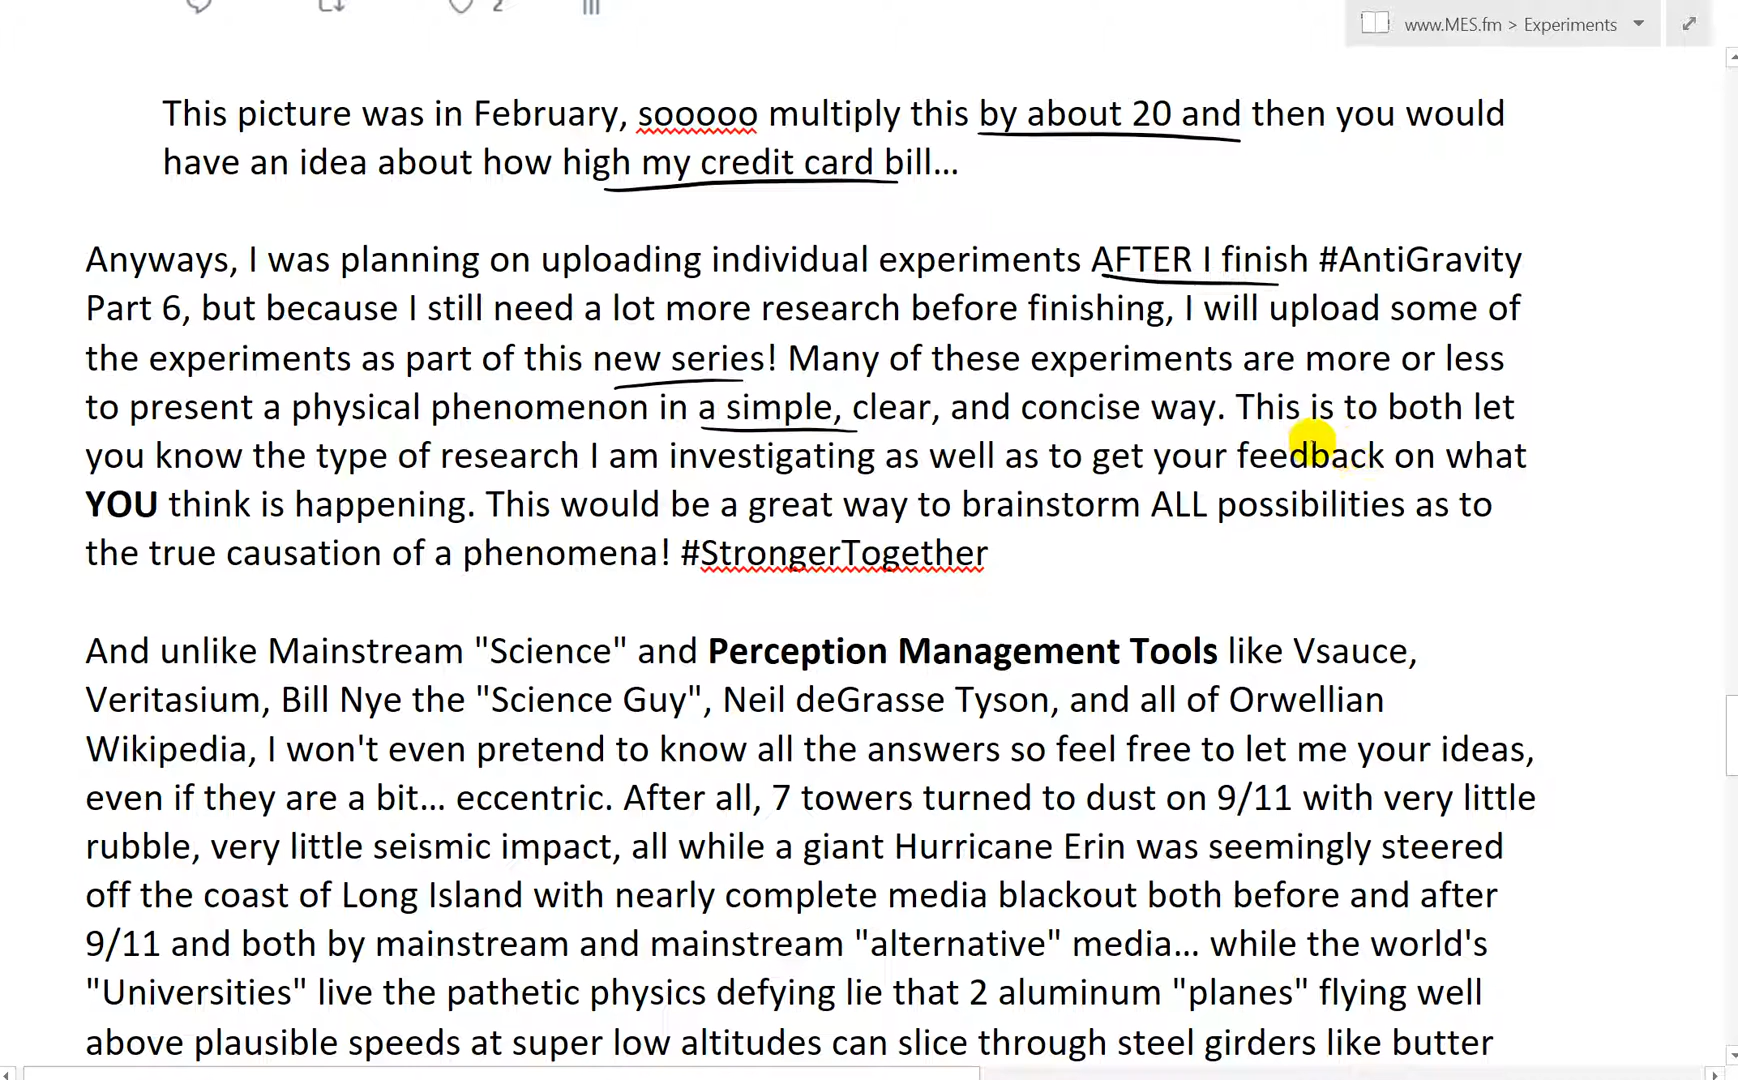 2
www.MES.fm > Experiments
This picture was in February, sooooo multiply this by about 20 and then you would
have an idea about how high my credit card bill...
Anyways, I was planning on uploading individual experiments AFTER I finish #AntiGravity
Part 6, but because I still need a lot more research before finishing, I will upload some of
the experiments as part of this new series! Many of these experiments are more or less
to present a physical phenomenon in a simple, clear, and concise way. This is to both let
you know the type of research I am investigating as well as to get your feedback on what
YOU think is happening. This would be a great way to brainstorm ALL possibilities as to
the true causation of a phenomena! #StrongerTogether
And unlike Mainstream "Science" and Perception Management Tools like Vsauce,
Veritasium, Bill Nye the "Science Guy", Neil deGrasse Tyson, and all of Orwellian
Wikipedia, I won't even pretend to know all the answers so feel free to let me your ideas,
even if they are a bit... eccentric. After all, 7 towers turned to dust on 9/11 with very little
rubble, very little seismic impact, all while a giant Hurricane Erin was seemingly steered
off the coast of Long Island with nearly complete media blackout both before and after
9/11 and both by mainstream and mainstream "alternative" media... while the world's
"Universities" live the pathetic physics defying lie that 2 aluminum "planes" flying well
above plausible speeds at super low altitudes can slice through steel girders like butter